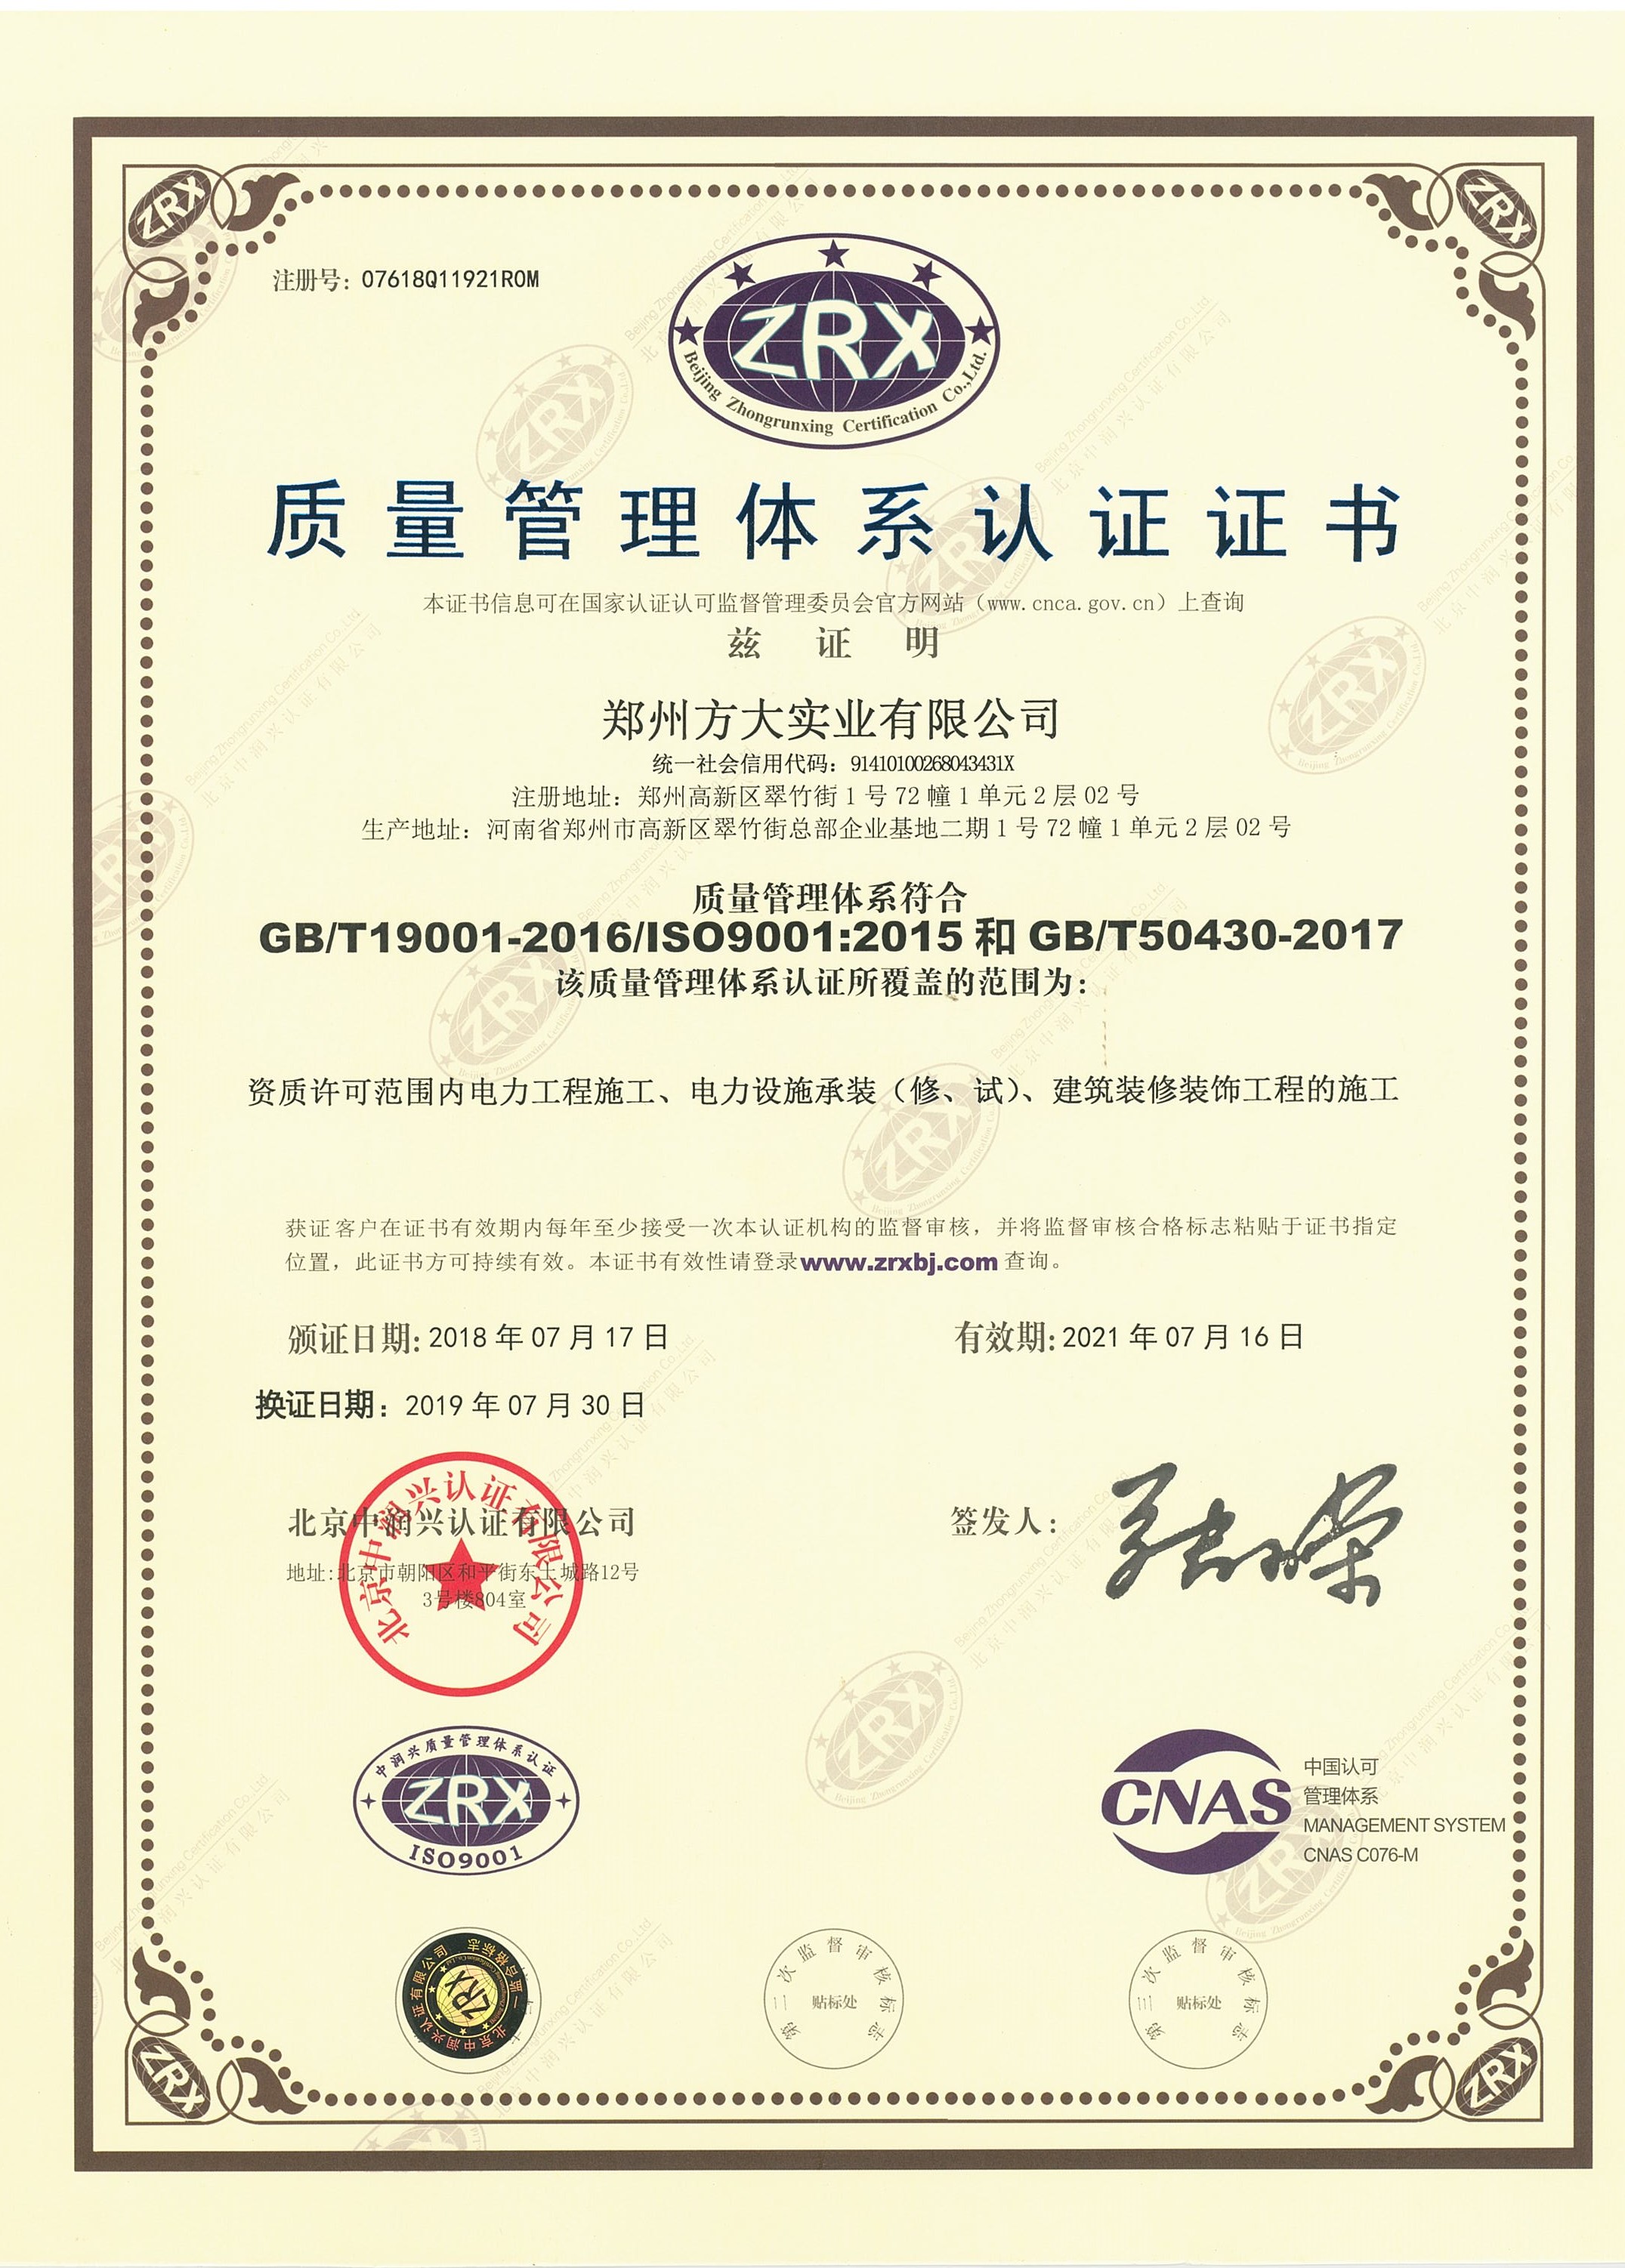 注册号: 07618Q11921ROM
ZRX
Beijing Zhongrunxing Certification Co.,Ltd.
质量管理体系认证证书
本证书信息可在国家认证认可监督管理委员会官方网站（www.cnca.gov.cn）上查询
兹 证 明
郑州方大实业有限公司
统一社会信用代码：91410100268043431X
注册地址：郑州高新区翠竹街 1 号 72 幢 1 单元 2 层 02 号
生产地址：河南省郑州市高新区翠竹街总部企业基地二期 1 号 72 幢 1 单元 2 层 02 号
质量管理体系符合
GB/T19001-2016/ISO9001:2015 和 GB/T50430-2017
该质量管理体系认证所覆盖的范围为：
资质许可范围内电力工程施工、电力设施承装（修、试）、建筑装修装饰工程的施工
获证客户在证书有效期内每年至少接受一次本认证机构的监督审核，并将监督审核合格标志粘贴于证书指定
位置，此证书方可持续有效。本证书有效性请登录www.zrxbj.com 查询。
颁证日期: 2018 年 07 月 17 日
有效期: 2021 年 07 月 16 日
换证日期： 2019 年 07 月 30 日
北京中润兴认证有限公司
北京中润兴认证有限公司
地址:北京市朝阳区和平街东土城路12号
3号楼804室
签发人：
中润兴质量管理体系认证
ZRX
ISO9001
CNAS
中国认可
管理体系
MANAGEMENT SYSTEM
CNAS C076-M
北京中润兴认证有限公司
ZRX
第二次监督审核标志
贴标处
第三次监督审核标志
贴标处